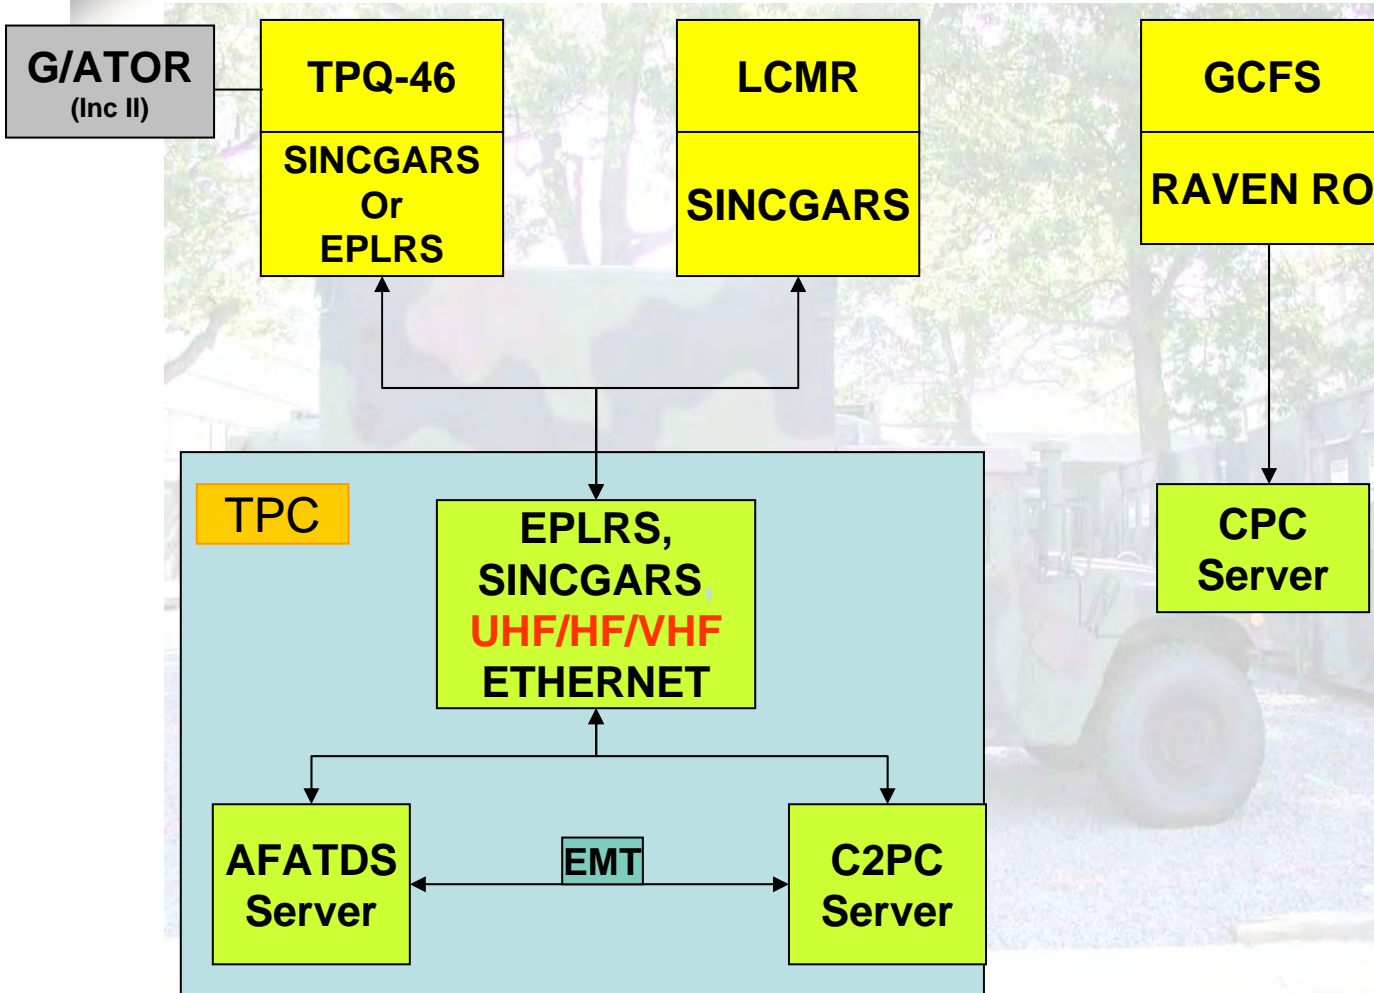 G/ATOR
(Inc II)
TPQ-46
SINCGARS
Or
EPLRS
LCMR
SINCGARS
GCFS
RAVEN RO
TPC
EPLRS,
SINCGARS,
UHF/HF/VHF
ETHERNET
CPC
Server
AFATDS
Server
EMT
C2PC
Server